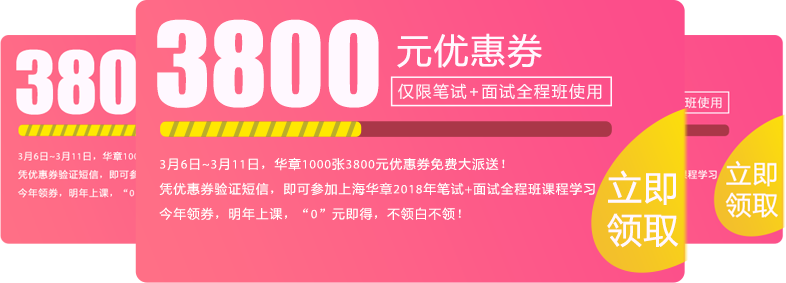 3800 元优惠券
仅限笔试+面试全程班使用
3月6日~3月11日，华章1000张3800元优惠券免费大派送！
凭优惠券验证短信，即可参加上海华章2018年笔试+面试全程班课程学习
今年领券，明年上课，“0”元即得，不领白不领！
立即
领取
380
3月6日~3月11日，华章100
凭优惠券验证短信，即可参
今年领券，明年上课，“0
班使用
程学习
立即
领取